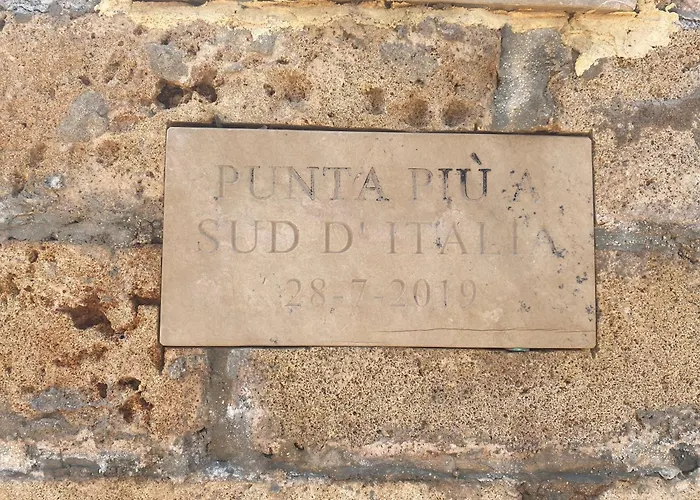 PUNTA PIÙ A
SUD D' ITALIA
28-7-2019